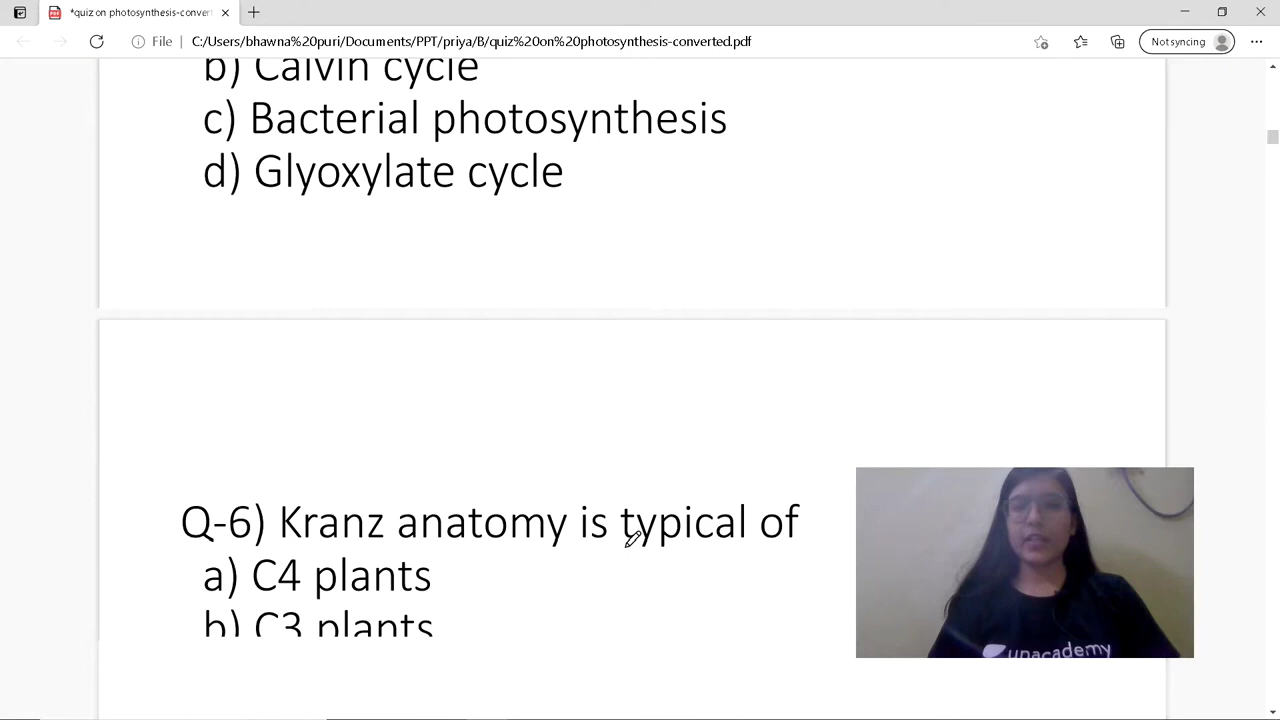 *quiz on photosynthesis-convert
File
C:/Users/bhawna%20puri/Documents/PPT/priya/B/quiz%20on%20photosynthesis-converted.pdf
Not syncing
b) Calvin cycle
c) Bacterial photosynthesis
d) Glyoxylate cycle
Q-6) Kranz anatomy is typical of
a) C4 plants
b) C3 plants
unacademy